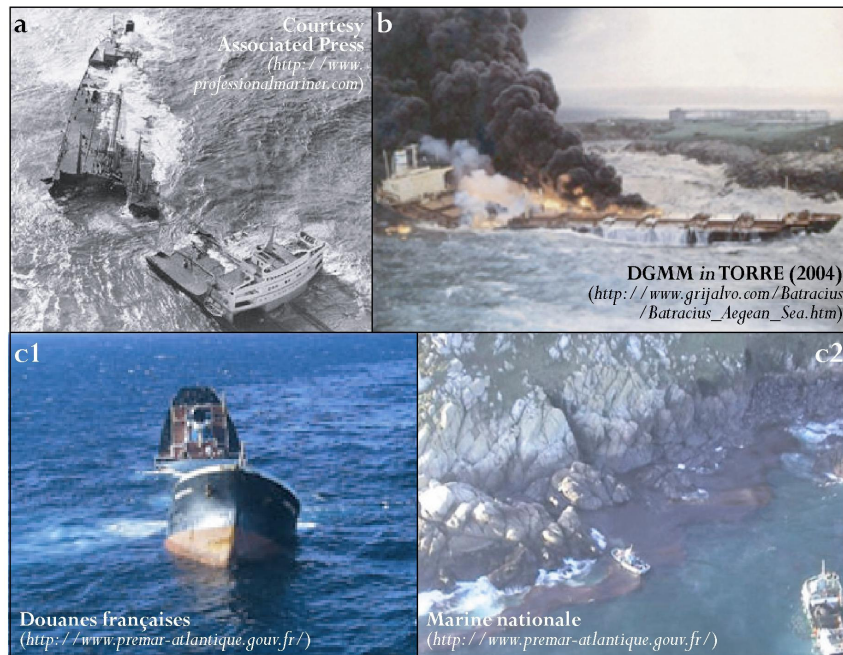 a
Courtesy
Associated Press
(http://www.
professionalmariner.com)
b
DGMM in TORRE (2004)
(http://www.grijalvo.com/Batracius
/Batracius_Aegean_Sea.htm)
c1
Douanes françaises
(http://www.premar-atlantique.gouv.fr/)
c2
Marine nationale
(http://www.premar-atlantique.gouv.fr/)